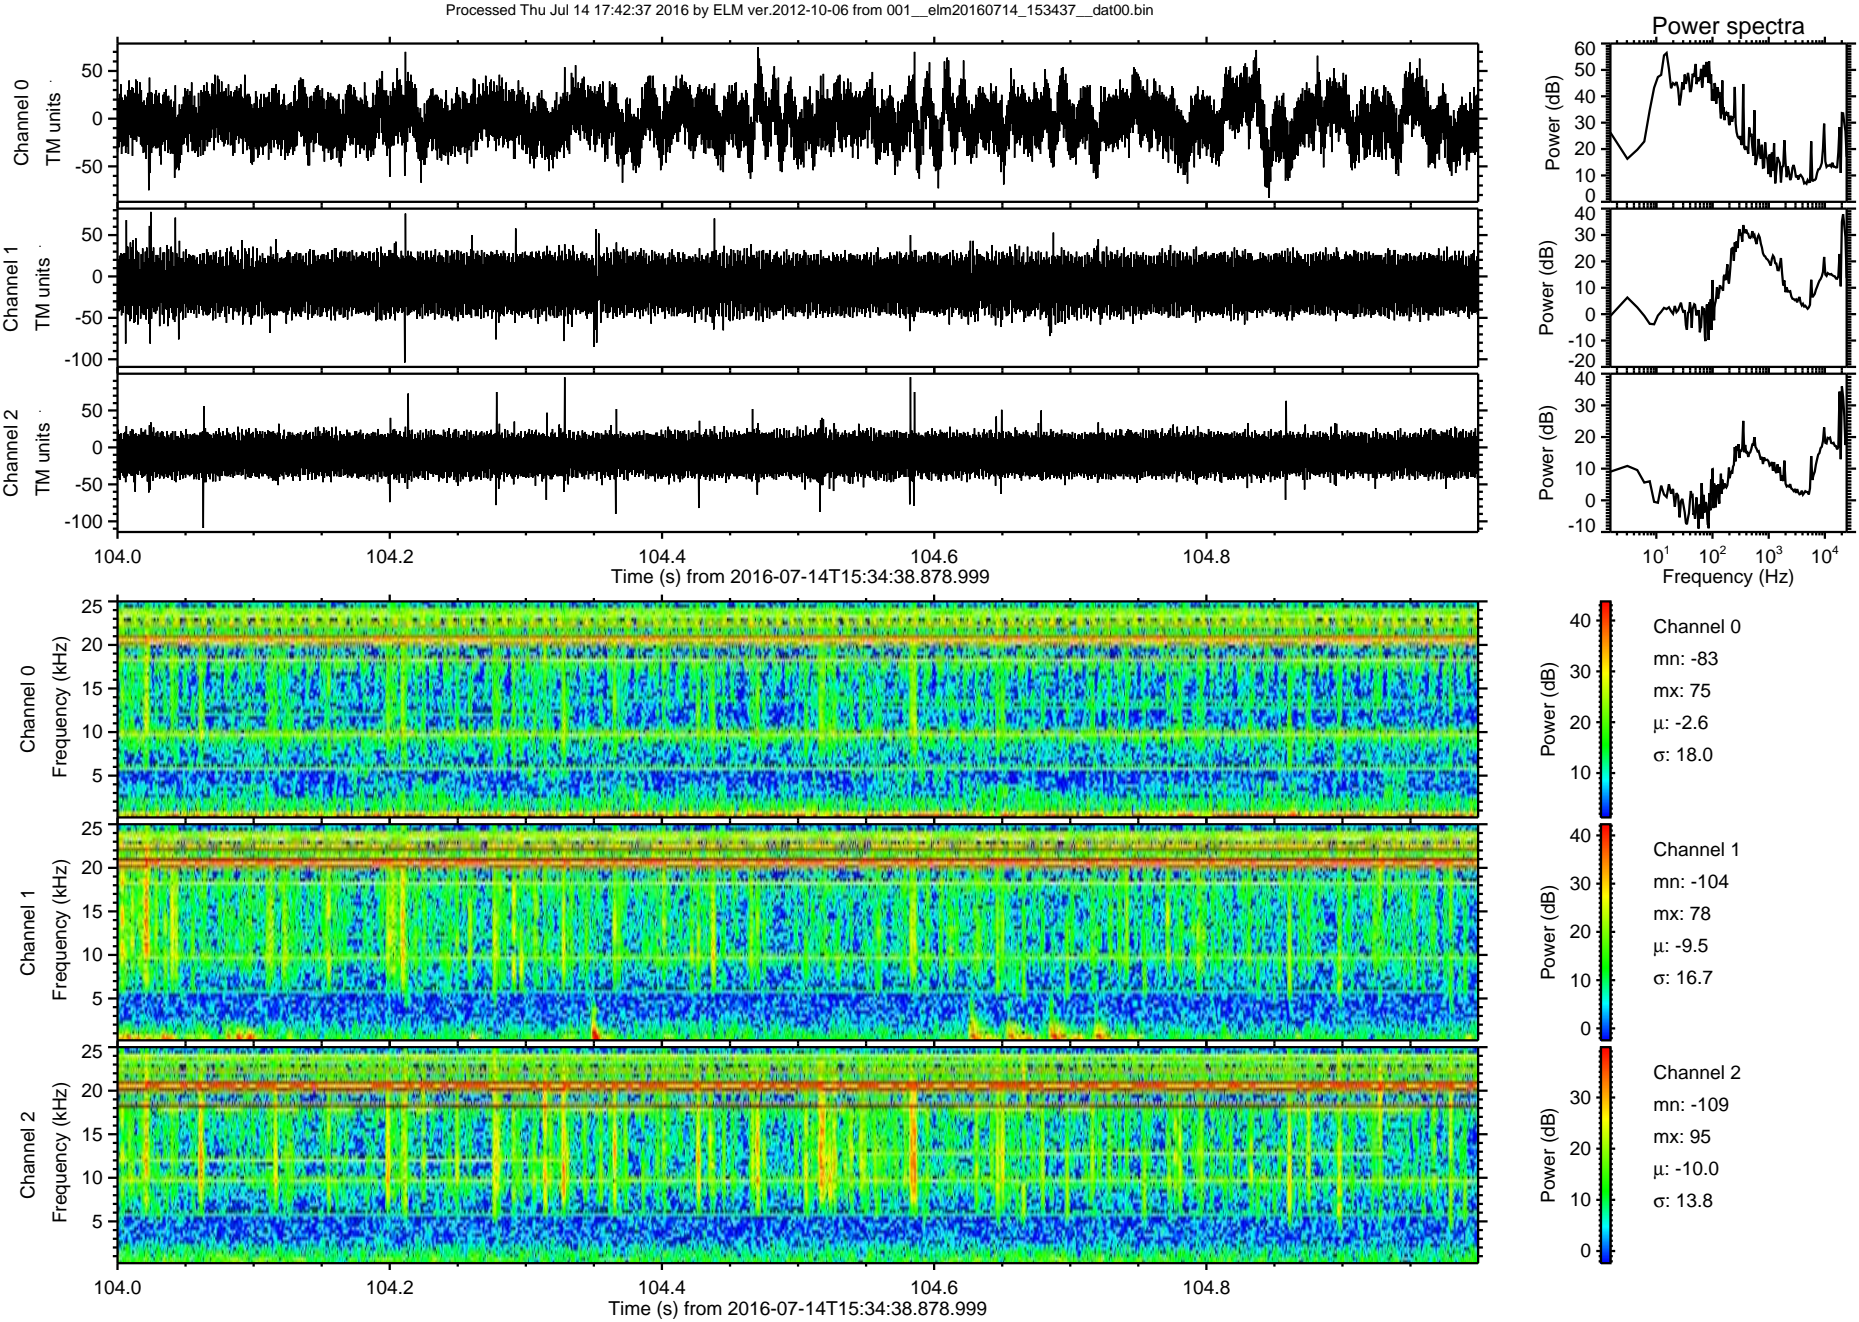 Processed Thu Jul 14 17:42:37 2016 by ELM ver.2012-10-06 from 001__elm20160714_153437__dat00.bin
Power spectra
Channel 0
TM units
50
0
-50
Power (dB)
60
50
40
30
20
10
0
Channel 1
TM units
50
0
-50
-100
Power (dB)
40
30
20
10
0
-10
-20
Channel 2
TM units
50
0
-50
-100
Power (dB)
40
30
20
10
0
-10
104.0 104.2 104.4 104.6 104.8
Time (s) from 2016-07-14T15:34:38.878.999
10^1 10^2 10^3 10^4
Frequency (Hz)
Channel 0
Frequency (kHz)
25
20
15
10
5
Power (dB)
40
30
20
10
Channel 0
mn: -83
mx: 75
μ: -2.6
σ: 18.0
Channel 1
Frequency (kHz)
25
20
15
10
5
Power (dB)
40
30
20
10
0
Channel 1
mn: -104
mx: 78
μ: -9.5
σ: 16.7
Channel 2
Frequency (kHz)
25
20
15
10
5
Power (dB)
30
20
10
0
Channel 2
mn: -109
mx: 95
μ: -10.0
σ: 13.8
104.0 104.2 104.4 104.6 104.8
Time (s) from 2016-07-14T15:34:38.878.999